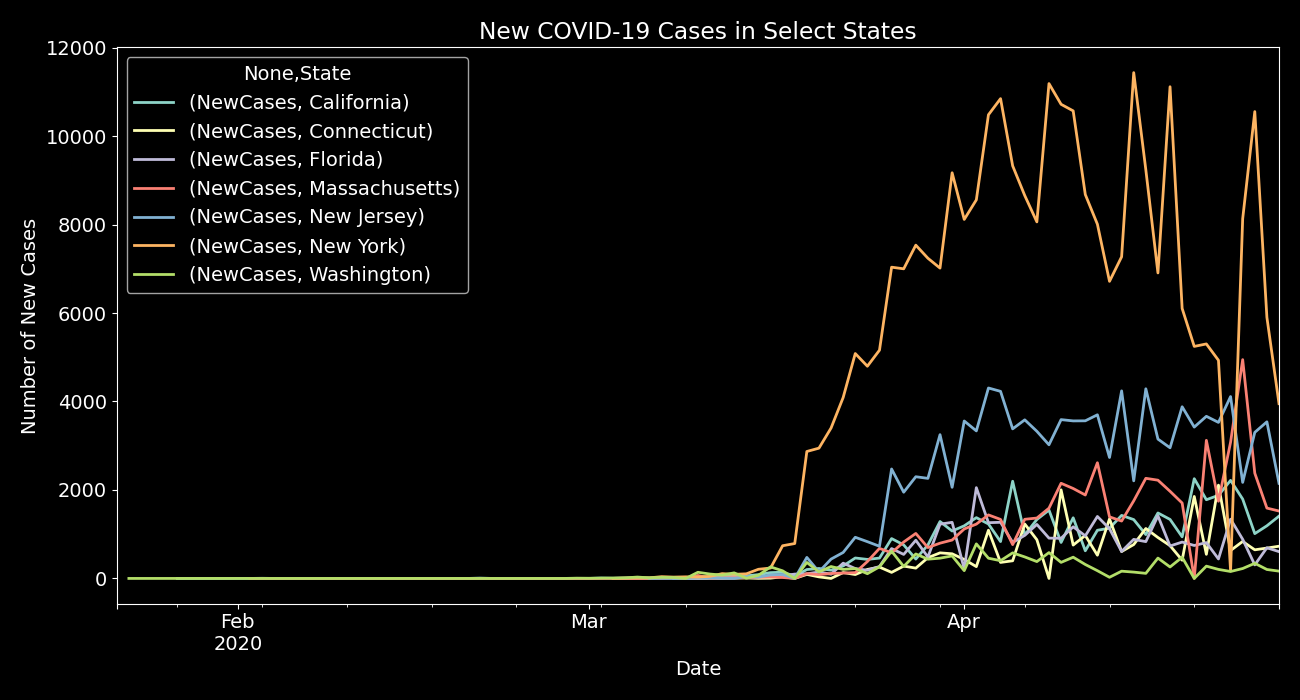 New COVID-19 Cases in Select States
12000
10000
8000
6000
4000
2000
0
Number of New Cases
None,State
(NewCases, California)
(NewCases, Connecticut)
(NewCases, Florida)
(NewCases, Massachusetts)
(NewCases, New Jersey)
(NewCases, New York)
(NewCases, Washington)
Feb
2020
Mar
Apr
Date